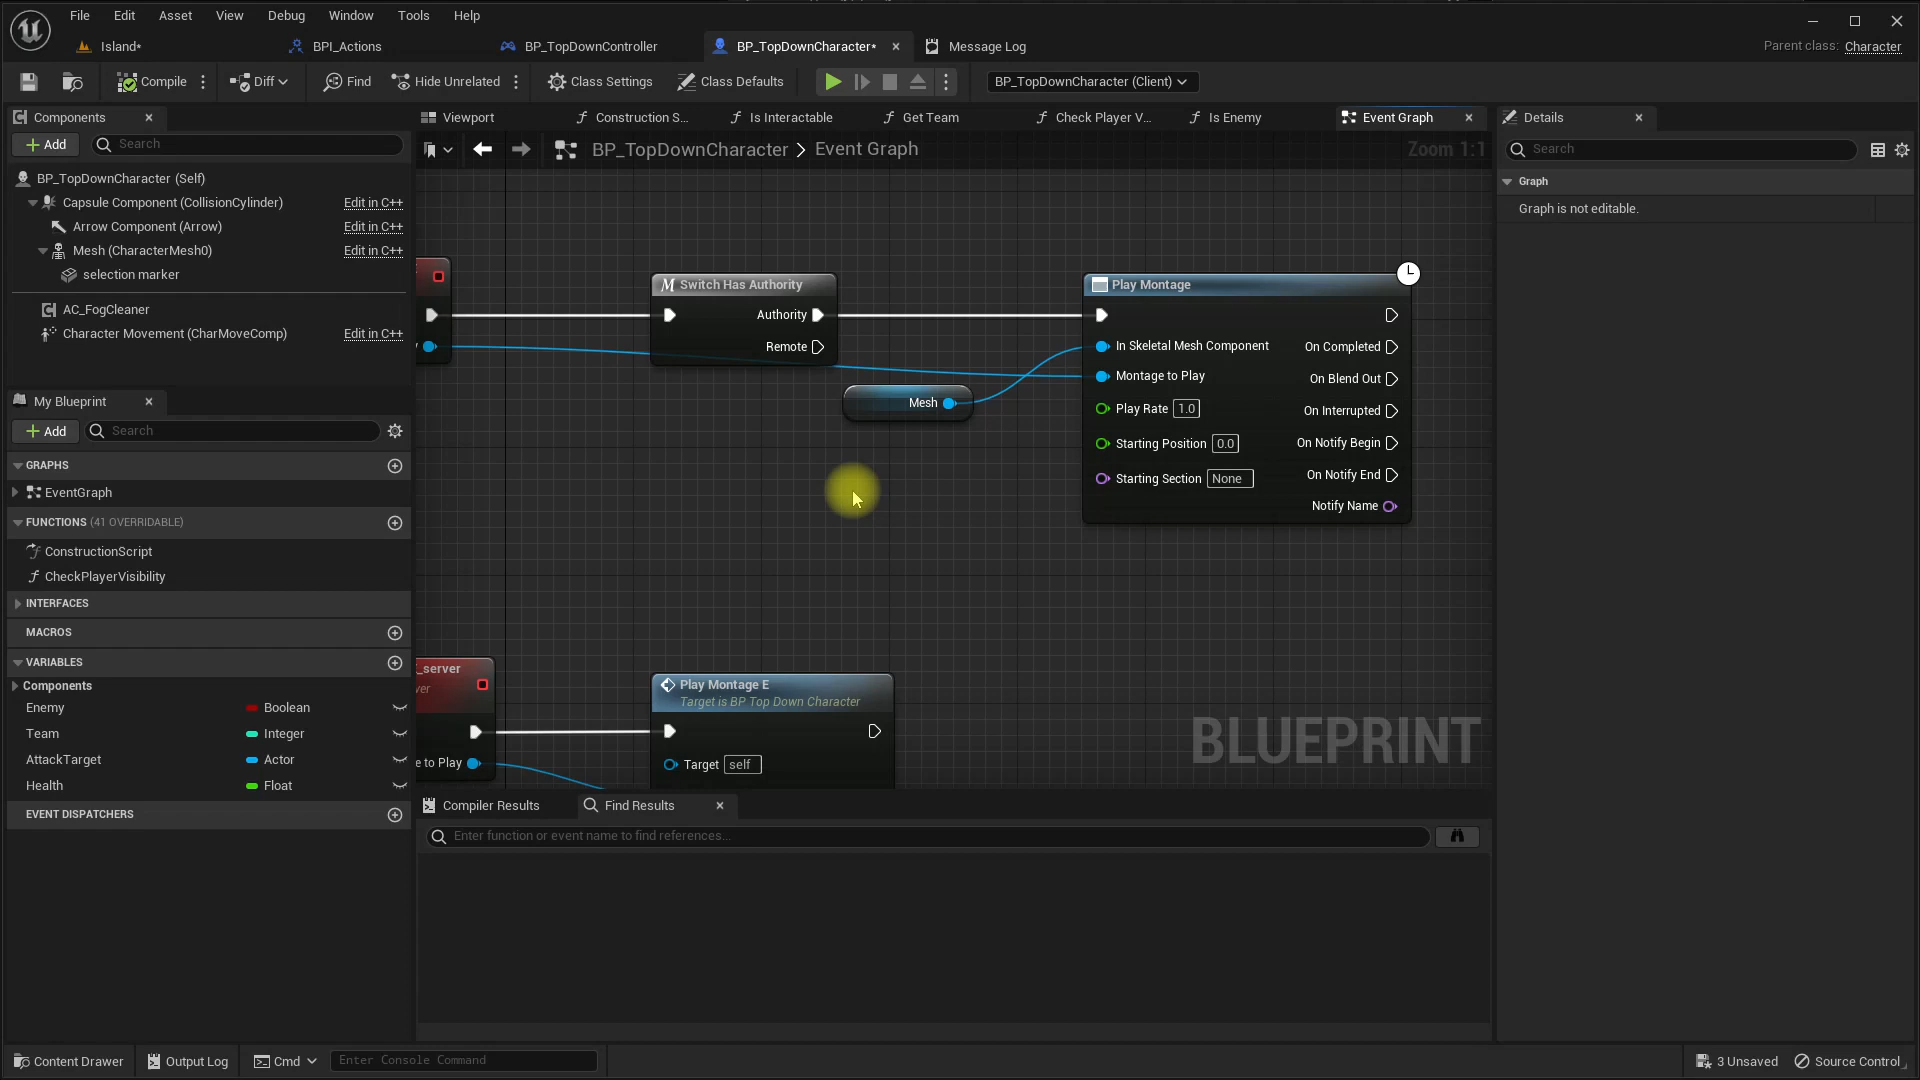 File Edit Asset View Debug Window Tools Help
Island* BPI_Actions BP_TopDownController BP_TopDownCharacter* Message Log Parent class: Character
Compile Diff Find Hide Unrelated Class Settings Class Defaults BP_TopDownCharacter (Client)
Components
Add Search
BP_TopDownCharacter (Self)
Capsule Component (CollisionCylinder) Edit in C++
Arrow Component (Arrow) Edit in C++
Mesh (CharacterMesh0) Edit in C++
selection marker
AC_FogCleaner
Character Movement (CharMoveComp) Edit in C++
My Blueprint
Add Search
GRAPHS
EventGraph
FUNCTIONS (41 OVERRIDABLE)
ConstructionScript
CheckPlayerVisibility
INTERFACES
MACROS
VARIABLES
Components
Enemy Boolean
Team Integer
AttackTarget Actor
Health Float
EVENT DISPATCHERS
Viewport Construction S... Is Interactable Get Team Check Player V... Is Enemy Event Graph
BP_TopDownCharacter > Event Graph Zoom 1:1
Switch Has Authority
Authority
Remote
Mesh
Play Montage
In Skeletal Mesh Component On Completed
Montage to Play On Blend Out
Play Rate 1.0 On Interrupted
Starting Position 0.0 On Notify Begin
Starting Section None On Notify End
Notify Name
_server
ver
e to Play
Play Montage E
Target is BP Top Down Character
Target self
BLUEPRINT
Compiler Results Find Results
Enter function or event name to find references...
Details
Search
Graph
Graph is not editable.
Content Drawer Output Log Cmd Enter Console Command 3 Unsaved Source Control